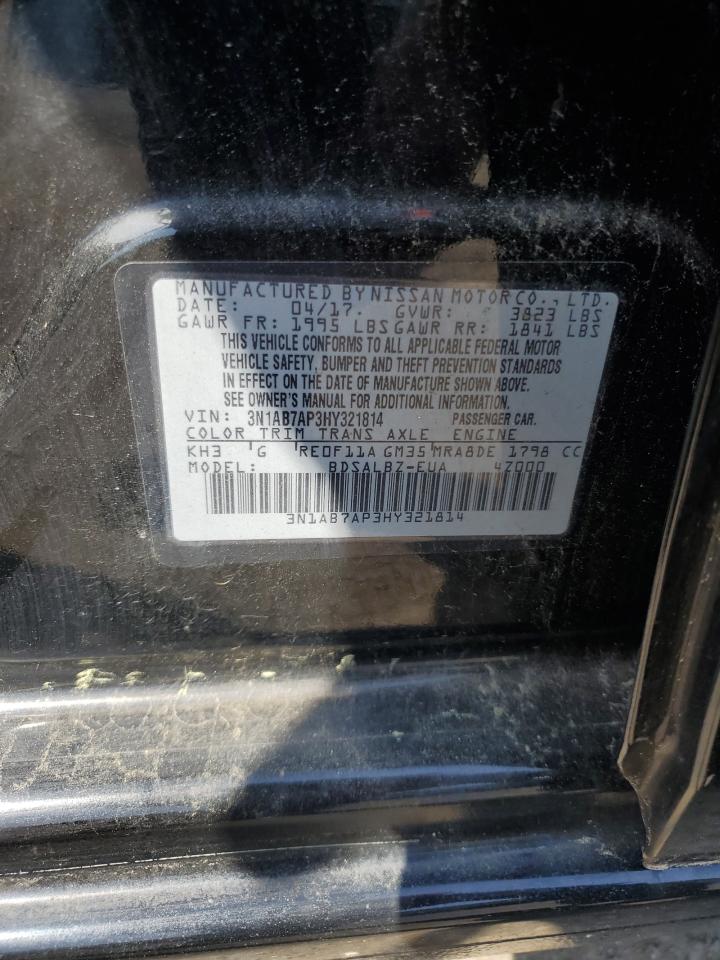 MANUFACTURED BY NISSAN MOTOR CO., LTD.
DATE: 04/17. GVWR: 3823 LBS
GAWR FR: 1995 LBS GAWR RR: 1841 LBS
THIS VEHICLE CONFORMS TO ALL APPLICABLE FEDERAL MOTOR
VEHICLE SAFETY, BUMPER AND THEFT PREVENTION STANDARDS
IN EFFECT ON THE DATE OF MANUFACTURE SHOWN ABOVE.
SEE OWNER'S MANUAL FOR ADDITIONAL INFORMATION.
VIN: 3N1AB7AP3HY321814 PASSENGER CAR.
COLOR TRIM TRANS AXLE ENGINE
KH3 G RE0F11A GM35 MRA8DE 1798 CC
MODEL: BDSALBZ-EUA 4Z000
3N1AB7AP3HY321814